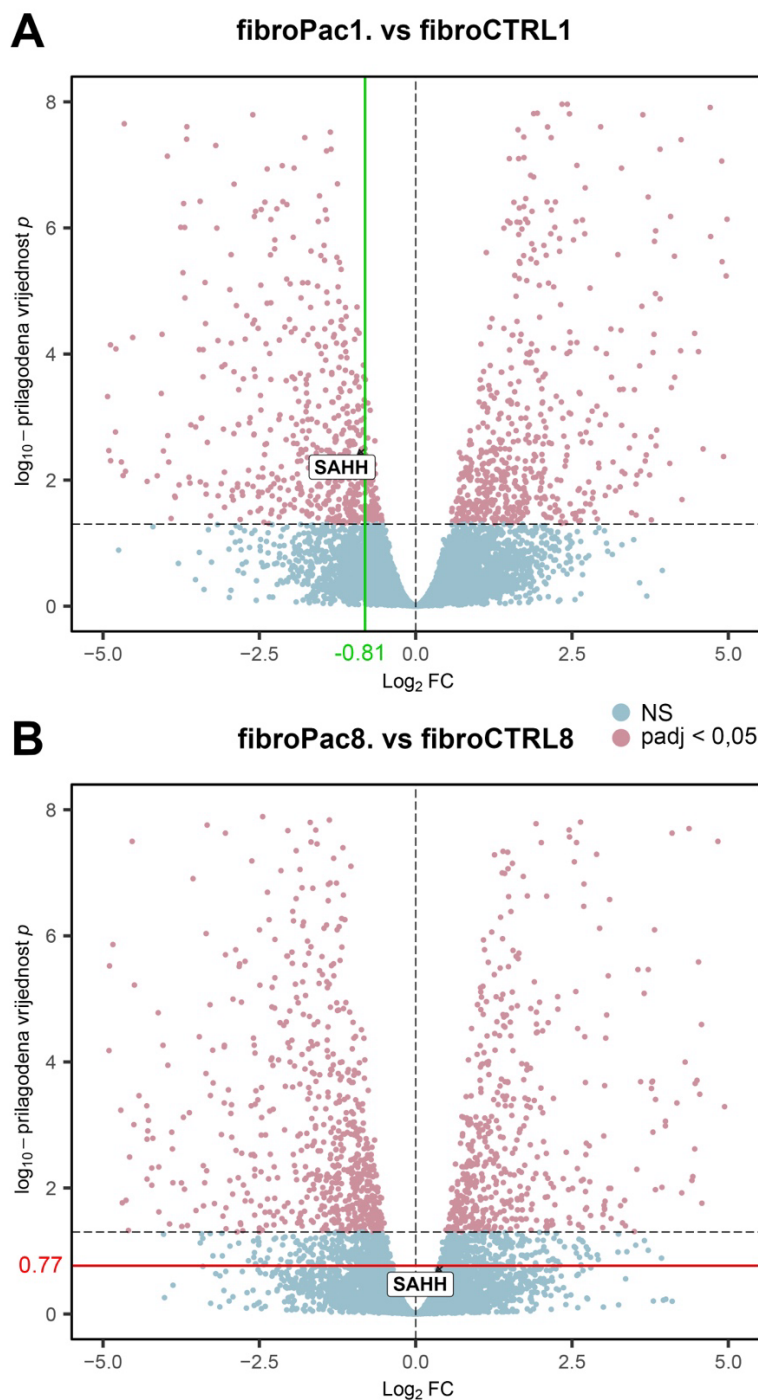 A
fibroPac1. vs fibroCTRL1
8
6
4
2
0
log₁₀ – prilagodena vrijednost p
SAHH
-5.0
-2.5
-0.81
0.0
2.5
5.0
Log₂ FC
NS
padj < 0,05
B
fibroPac8. vs fibroCTRL8
8
6
4
2
0.77
0
log₁₀ – prilagodena vrijednost p
SAHH
-5.0
-2.5
0.0
2.5
5.0
Log₂ FC